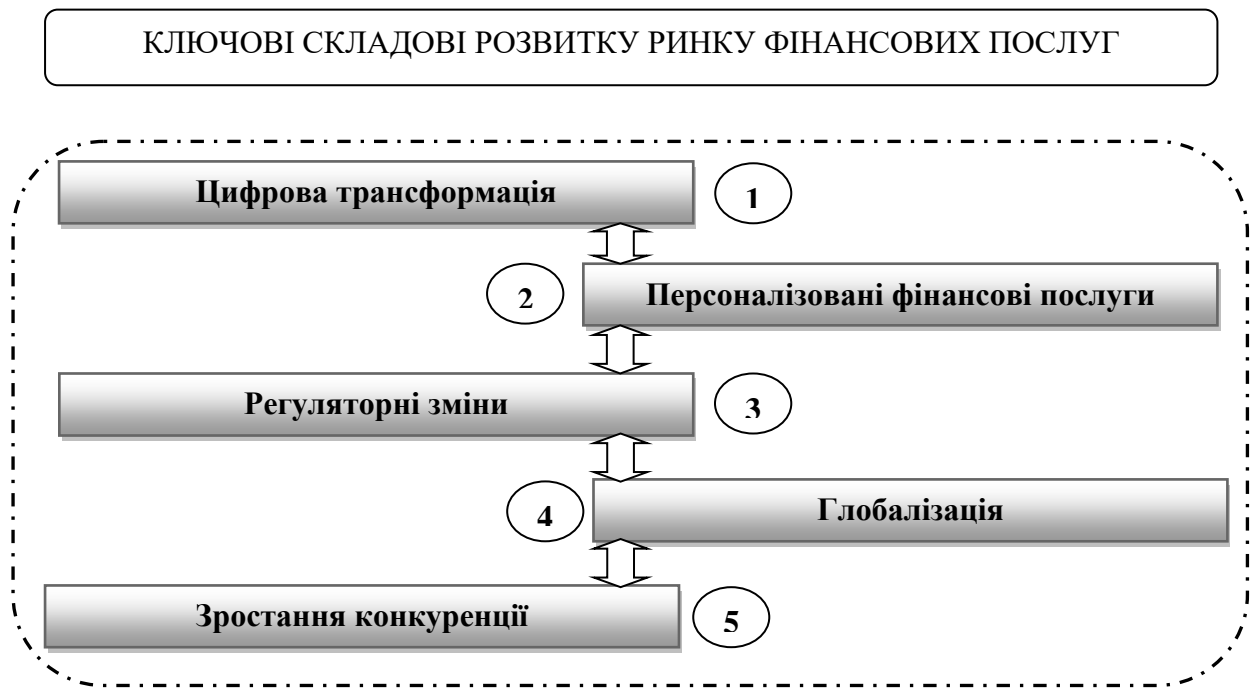 КЛЮЧОВІ СКЛАДОВІ РОЗВИТКУ РИНКУ ФІНАНСОВИХ ПОСЛУГ
Цифрова трансформація
1
2
Персоналізовані фінансові послуги
Регуляторні зміни
3
4
Глобалізація
Зростання конкуренції
5